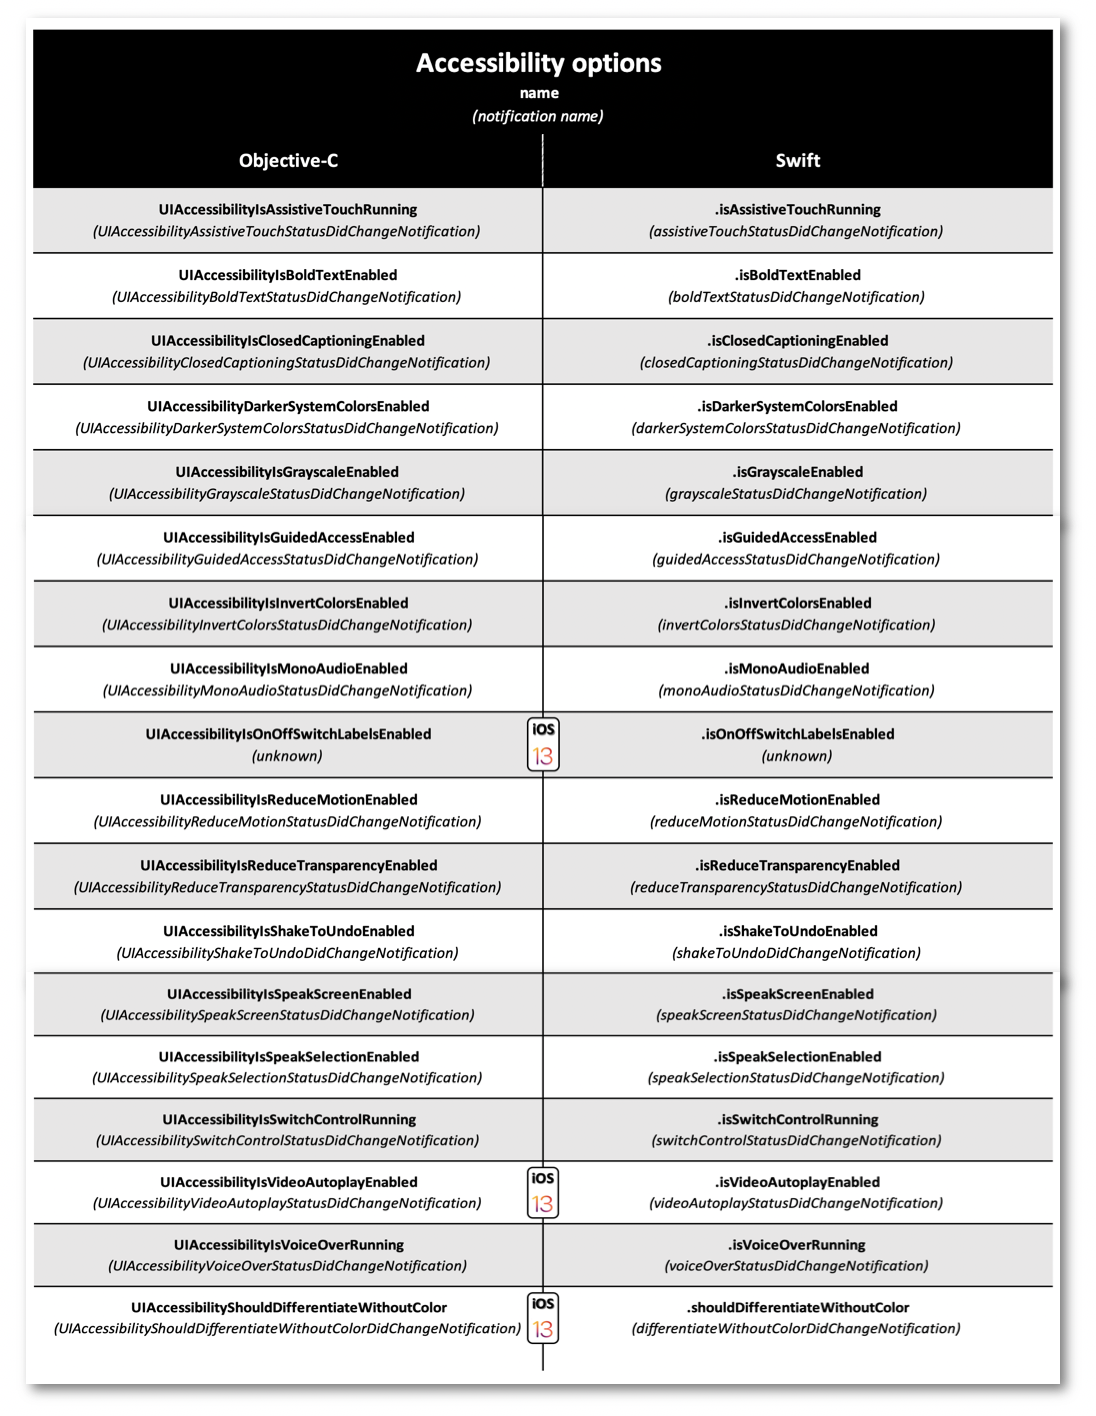 Accessibility options
name
(notification name)
Objective-C
Swift
UIAccessibilityIsAssistiveTouchRunning
(UIAccessibilityAssistiveTouchStatusDidChangeNotification)
.isAssistiveTouchRunning
(assistiveTouchStatusDidChangeNotification)
UIAccessibilityIsBoldTextEnabled
(UIAccessibilityBoldTextStatusDidChangeNotification)
.isBoldTextEnabled
(boldTextStatusDidChangeNotification)
UIAccessibilityIsClosedCaptioningEnabled
(UIAccessibilityClosedCaptioningStatusDidChangeNotification)
.isClosedCaptioningEnabled
(closedCaptioningStatusDidChangeNotification)
UIAccessibilityDarkerSystemColorsEnabled
(UIAccessibilityDarkerSystemColorsStatusDidChangeNotification)
.isDarkerSystemColorsEnabled
(darkerSystemColorsStatusDidChangeNotification)
UIAccessibilityIsGrayscaleEnabled
(UIAccessibilityGrayscaleStatusDidChangeNotification)
.isGrayscaleEnabled
(grayscaleStatusDidChangeNotification)
UIAccessibilityIsGuidedAccessEnabled
(UIAccessibilityGuidedAccessStatusDidChangeNotification)
.isGuidedAccessEnabled
(guidedAccessStatusDidChangeNotification)
UIAccessibilityIsInvertColorsEnabled
(UIAccessibilityInvertColorsStatusDidChangeNotification)
.isInvertColorsEnabled
(invertColorsStatusDidChangeNotification)
UIAccessibilityIsMonoAudioEnabled
(UIAccessibilityMonoAudioStatusDidChangeNotification)
.isMonoAudioEnabled
(monoAudioStatusDidChangeNotification)
UIAccessibilityIsOnOffSwitchLabelsEnabled
(unknown)
iOS
13
.isOnOffSwitchLabelsEnabled
(unknown)
UIAccessibilityIsReduceMotionEnabled
(UIAccessibilityReduceMotionStatusDidChangeNotification)
.isReduceMotionEnabled
(reduceMotionStatusDidChangeNotification)
UIAccessibilityIsReduceTransparencyEnabled
(UIAccessibilityReduceTransparencyStatusDidChangeNotification)
.isReduceTransparencyEnabled
(reduceTransparencyStatusDidChangeNotification)
UIAccessibilityIsShakeToUndoEnabled
(UIAccessibilityShakeToUndoDidChangeNotification)
.isShakeToUndoEnabled
(shakeToUndoDidChangeNotification)
UIAccessibilityIsSpeakScreenEnabled
(UIAccessibilitySpeakScreenStatusDidChangeNotification)
.isSpeakScreenEnabled
(speakScreenStatusDidChangeNotification)
UIAccessibilityIsSpeakSelectionEnabled
(UIAccessibilitySpeakSelectionStatusDidChangeNotification)
.isSpeakSelectionEnabled
(speakSelectionStatusDidChangeNotification)
UIAccessibilityIsSwitchControlRunning
(UIAccessibilitySwitchControlStatusDidChangeNotification)
.isSwitchControlRunning
(switchControlStatusDidChangeNotification)
UIAccessibilityIsVideoAutoplayEnabled
(UIAccessibilityVideoAutoplayStatusDidChangeNotification)
iOS
13
.isVideoAutoplayEnabled
(videoAutoplayStatusDidChangeNotification)
UIAccessibilityIsVoiceOverRunning
(UIAccessibilityVoiceOverStatusDidChangeNotification)
.isVoiceOverRunning
(voiceOverStatusDidChangeNotification)
UIAccessibilityShouldDifferentiateWithoutColor
(UIAccessibilityShouldDifferentiateWithoutColorDidChangeNotification)
iOS
13
.shouldDifferentiateWithoutColor
(differentiateWithoutColorDidChangeNotification)